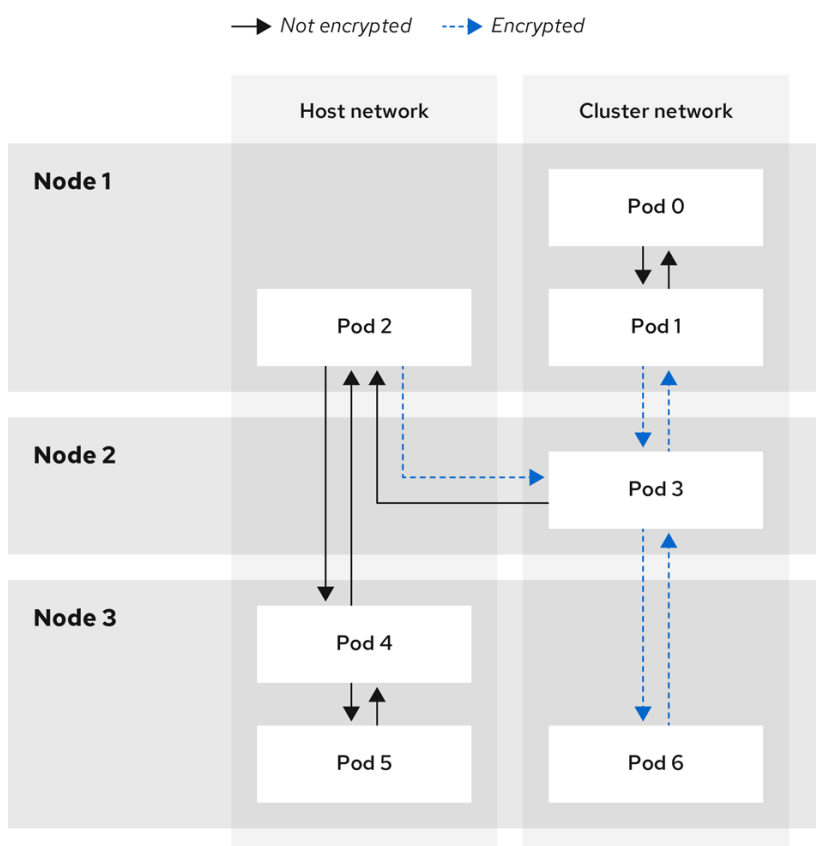 Not encrypted
Encrypted
Host network
Cluster network
Node 1
Pod 0
Pod 2
Pod 1
Node 2
Pod 3
Node 3
Pod 4
Pod 5
Pod 6